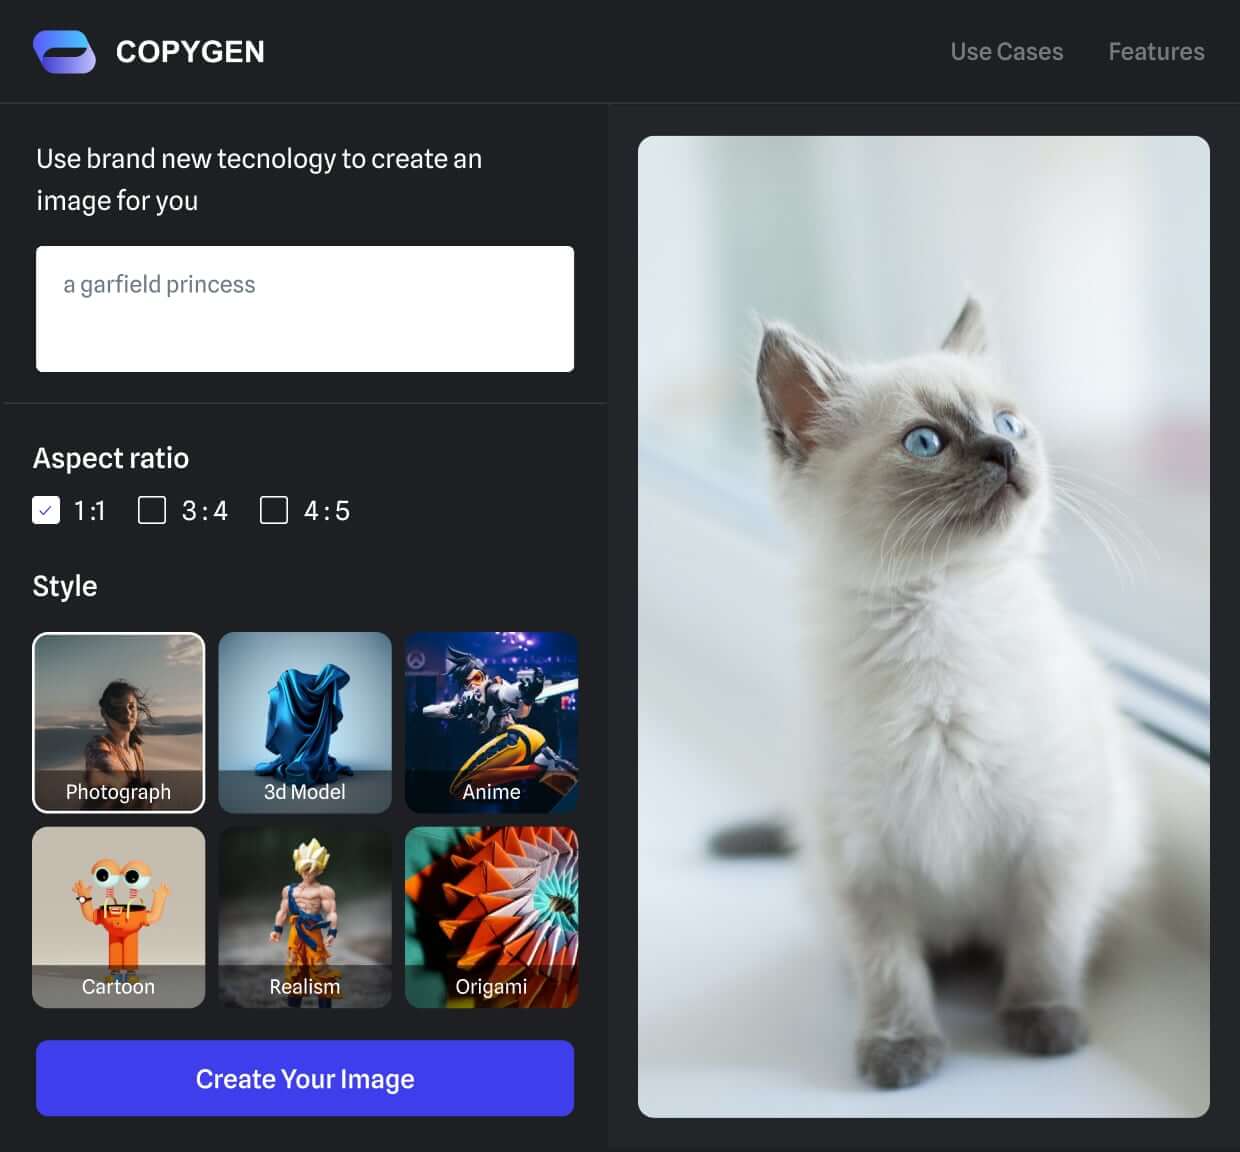 COPYGEN
Use Cases
Features
Use brand new tecnology to create an
image for you
a garfield princess
Aspect ratio
1:1
3:4
4:5
Style
Photograph
3d Model
Anime
Cartoon
Realism
Origami
Create Your Image